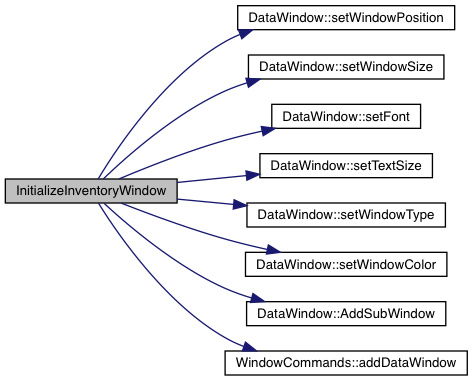 DataWindow::setWindowPosition
DataWindow::setWindowSize
DataWindow::setFont
DataWindow::setTextSize
InitializeInventoryWindow
DataWindow::setWindowType
DataWindow::setWindowColor
DataWindow::AddSubWindow
WindowCommands::addDataWindow